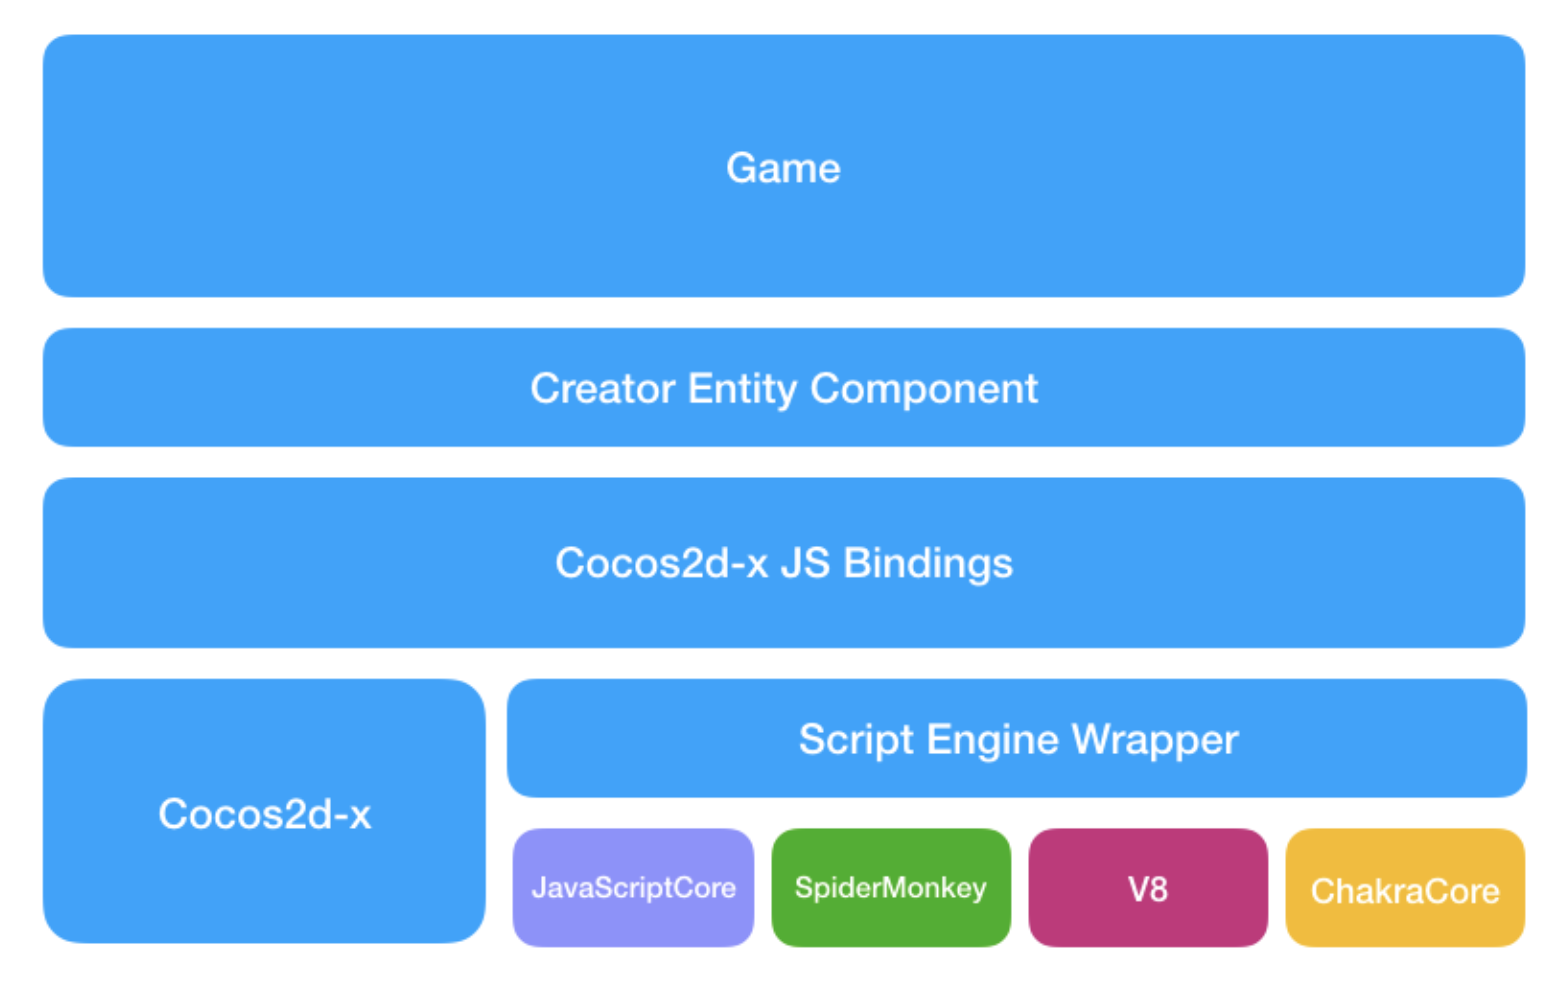 Game
Creator Entity Component
Cocos2d-x JS Bindings
Cocos2d-x
Script Engine Wrapper
JavaScriptCore
SpiderMonkey
V8
ChakraCore